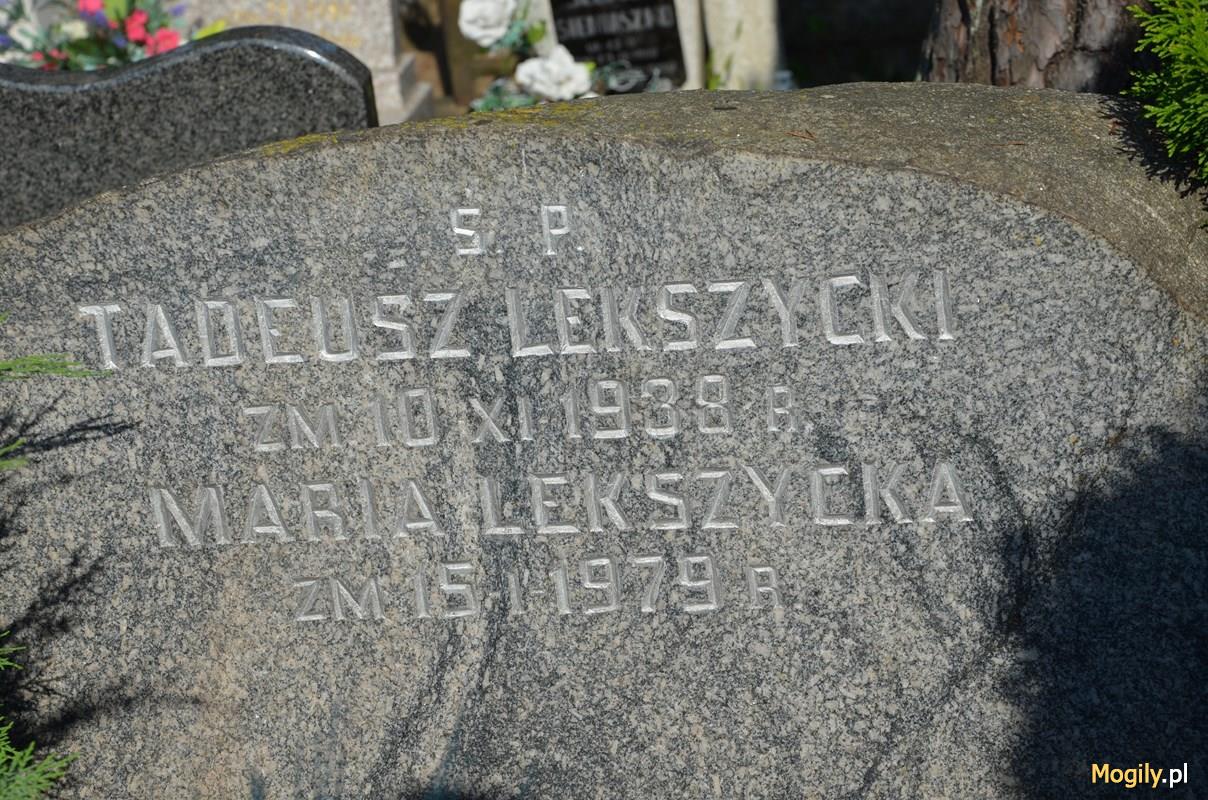 Ś. P.
TADEUSZ LEKSZYCKI
ZM 10 XI 1938 R.
MARIA LEKSZYCKA
ZM 15 I-1979 R
Mogily.pl